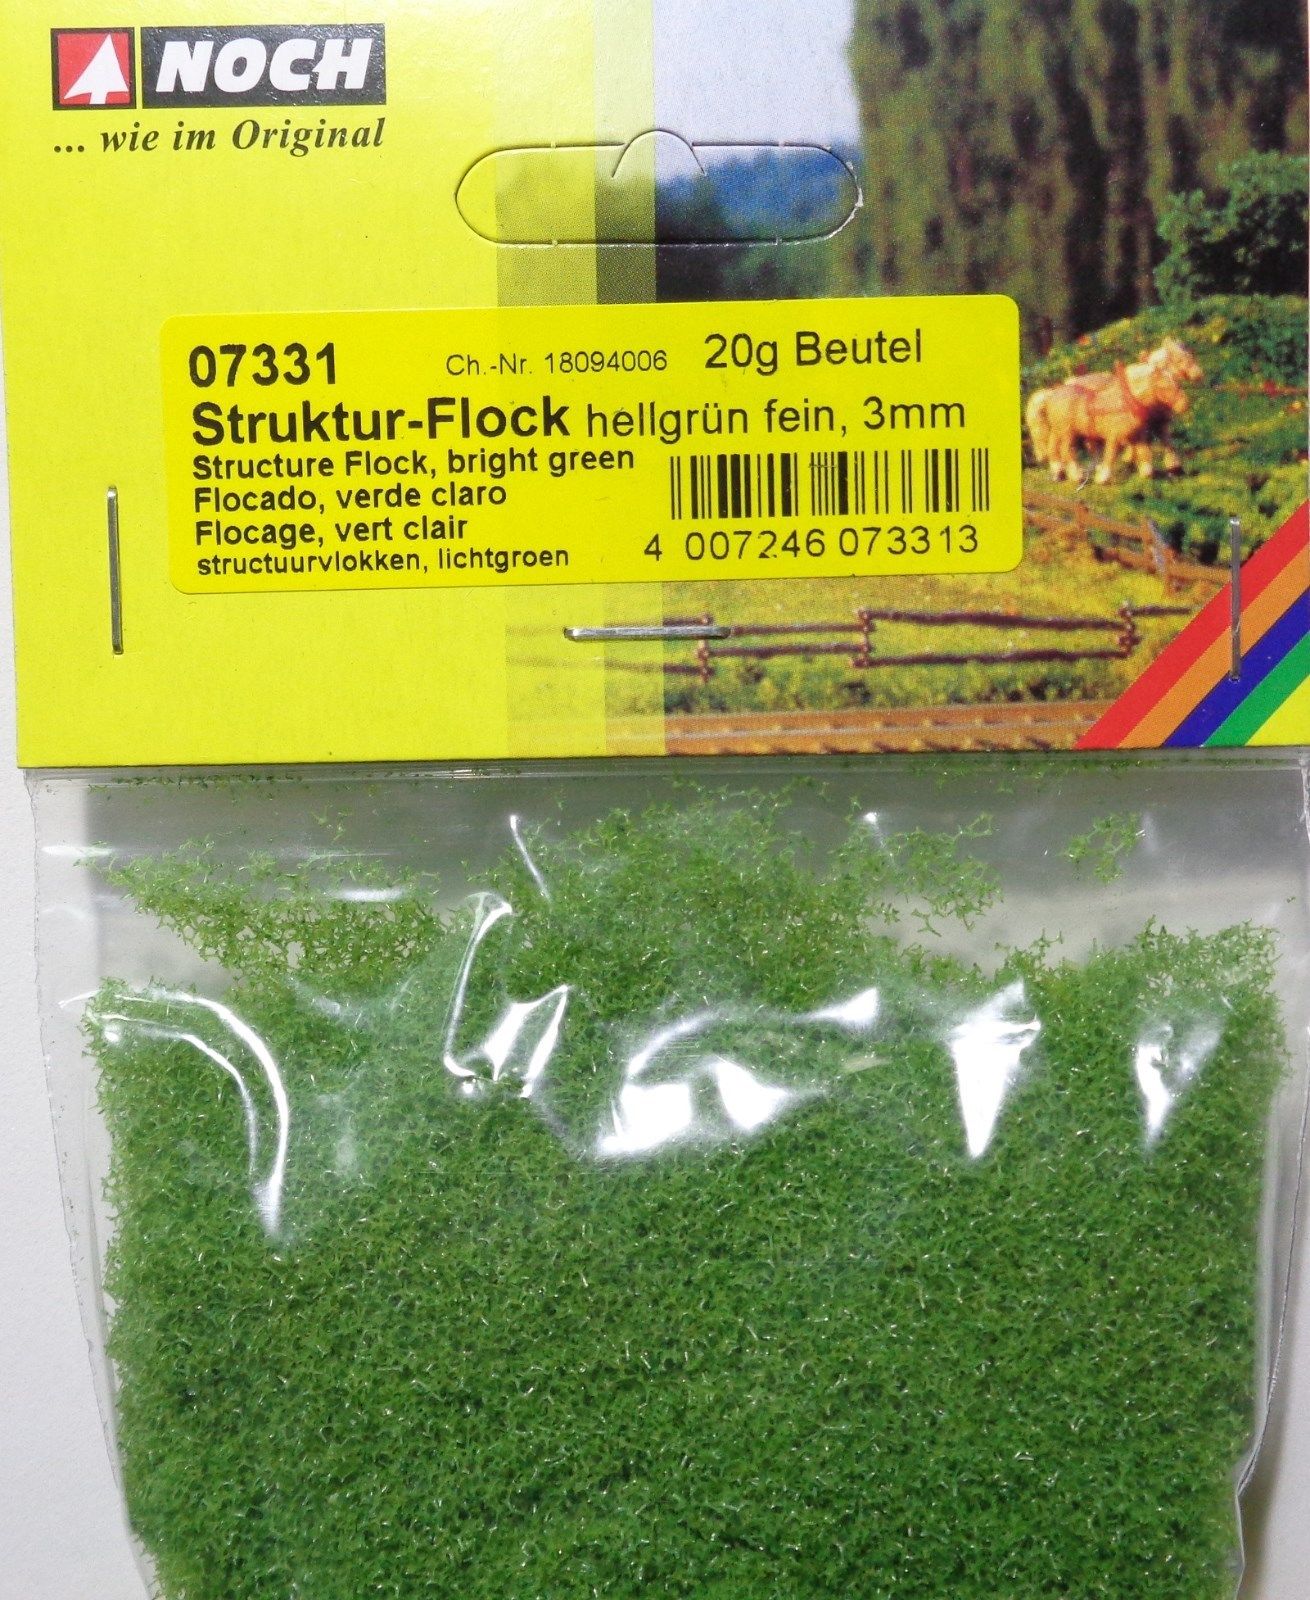 NOCH
... wie im Original
07331 Ch.-Nr. 18094006 20g Beutel
Struktur-Flock hellgrün fein, 3mm
Structure Flock, bright green
Flocado, verde claro
Flocage, vert clair
structuurvlokken, lichtgroen
4 007246 073313